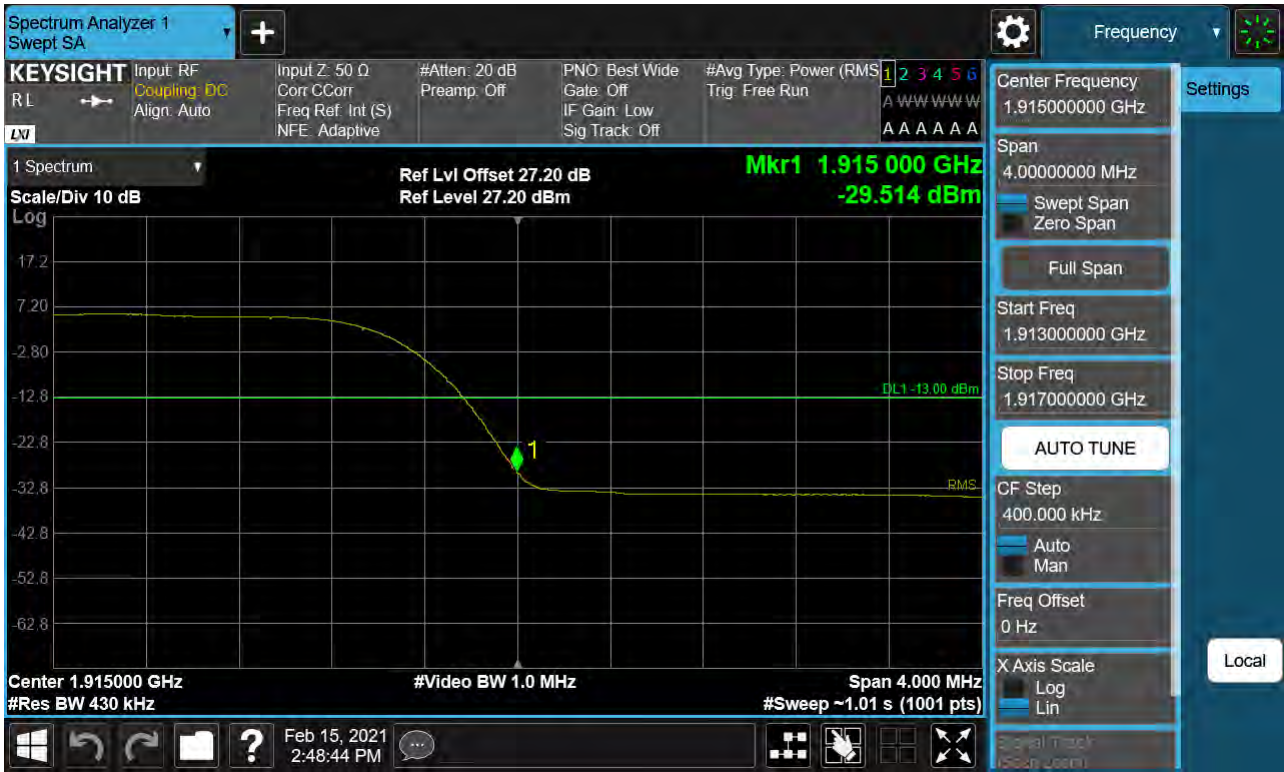 Spectrum Analyzer 1
Swept SA
+
Frequency
KEYSIGHT
RL
LXI
Input: RF
Coupling: DC
Align: Auto
Input Z: 50 Ω
Corr CCorr
Freq Ref: Int (S)
NFE: Adaptive
#Atten: 20 dB
Preamp: Off
PNO: Best Wide
Gate: Off
IF Gain: Low
Sig Track: Off
#Avg Type: Power (RMS
Trig: Free Run
1 2 3 4 5 6
A W W W W W
A A A A A A
1 Spectrum
Scale/Div 10 dB
Log
Ref Lvl Offset 27.20 dB
Ref Level 27.20 dBm
Mkr1 1.915 000 GHz
-29.514 dBm
17.2
7.20
-2.80
-12.8
-22.8
-32.8
-42.8
-52.8
-62.8
DL1 -13.00 dBm
1
RMS
Center 1.915000 GHz
#Res BW 430 kHz
#Video BW 1.0 MHz
Span 4.000 MHz
#Sweep ~1.01 s (1001 pts)
Center Frequency
1.915000000 GHz
Span
4.00000000 MHz
Swept Span
Zero Span
Full Span
Start Freq
1.913000000 GHz
Stop Freq
1.917000000 GHz
AUTO TUNE
CF Step
400.000 kHz
Auto
Man
Freq Offset
0 Hz
X Axis Scale
Log
Lin
Signal Track
(Span Zoom)
Settings
Local
?
Feb 15, 2021
2:48:44 PM